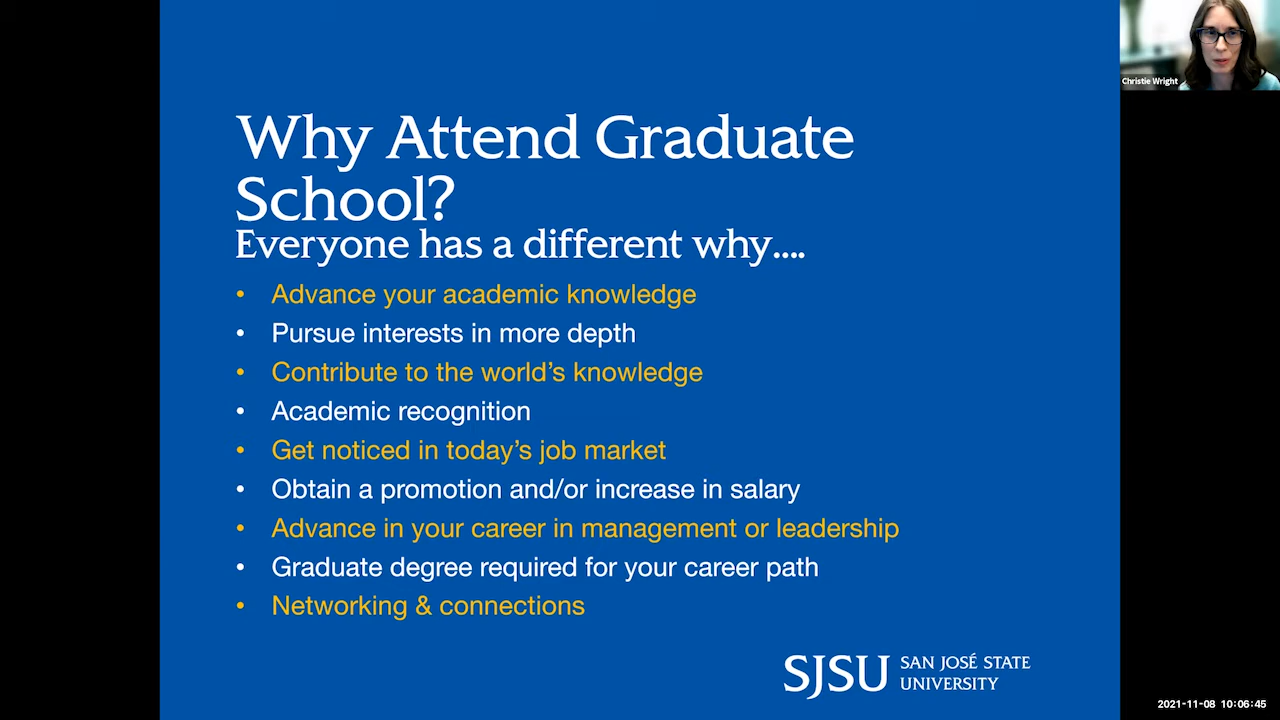 Why Attend Graduate
School?
Everyone has a different why....
• Advance your academic knowledge
• Pursue interests in more depth
• Contribute to the world's knowledge
• Academic recognition
• Get noticed in today's job market
• Obtain a promotion and/or increase in salary
• Advance in your career in management or leadership
• Graduate degree required for your career path
• Networking & connections
SJSU SAN JOSÉ STATE
UNIVERSITY
Christie Wright
2021-11-08 10:06:45